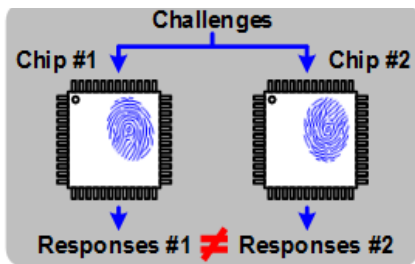 Challenges
Chip #1
Chip #2
Responses #1 ≠ Responses #2